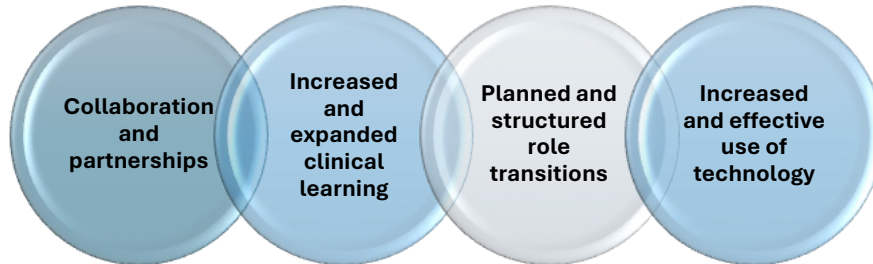 Collaboration
and
partnerships
Increased
and
expanded
clinical
learning
Planned and
structured
role
transitions
Increased
and effective
use of
technology